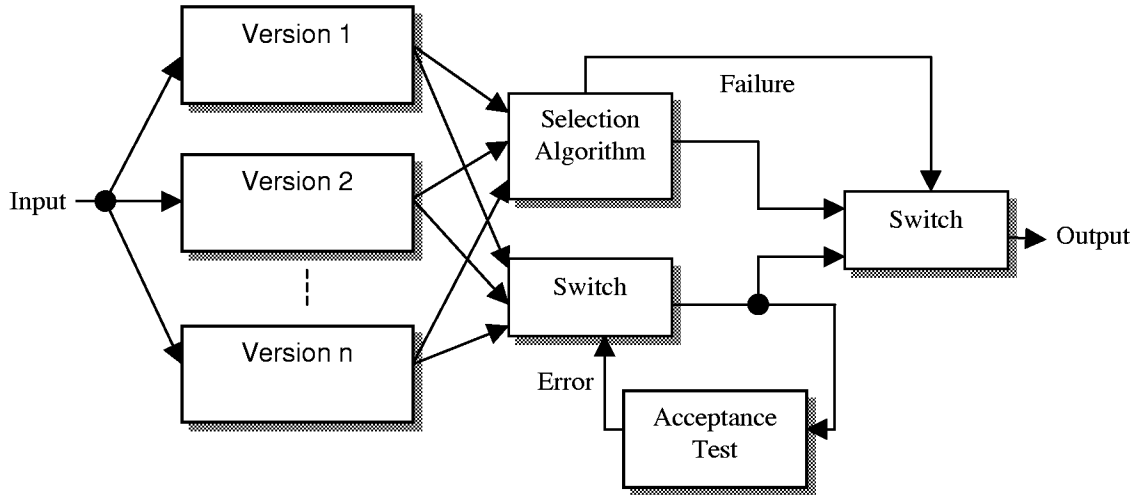 Version 1
Failure
Selection
Algorithm
Version 2
Input
Switch
Output
Switch
Version n
Error
Acceptance
Test